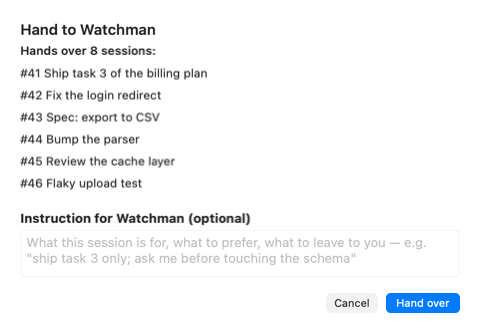 Hand to Watchman
Hands over 8 sessions:
#41 Ship task 3 of the billing plan
#42 Fix the login redirect
#43 Spec: export to CSV
#44 Bump the parser
#45 Review the cache layer
#46 Flaky upload test
Instruction for Watchman (optional)
What this session is for, what to prefer, what to leave to you — e.g.
"ship task 3 only; ask me before touching the schema"
Cancel
Hand over